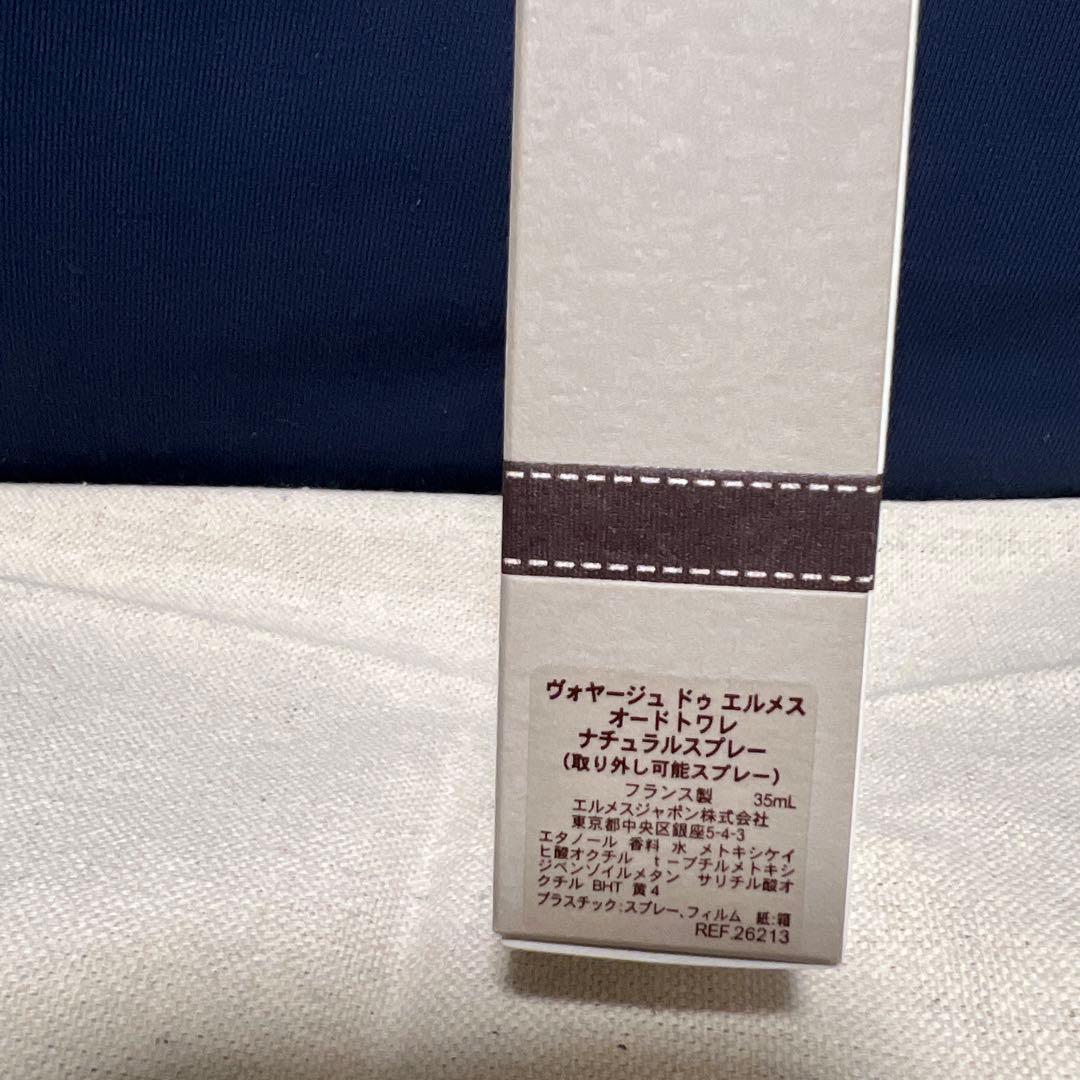 ヴォヤージュ ドゥ エルメス
オードトワレ
ナチュラルスプレー
(取り外し可能スプレー)
フランス製 35mL
エルメスジャポン株式会社
東京都中央区銀座5-4-3
エタノール 香料 水 メトキシケイ
ヒ酸オクチル t-ブチルメトキシ
ジベンゾイルメタン サリチル酸オ
クチル BHT 黄4
プラスチック:スプレー、フィルム 紙:箱
REF.26213